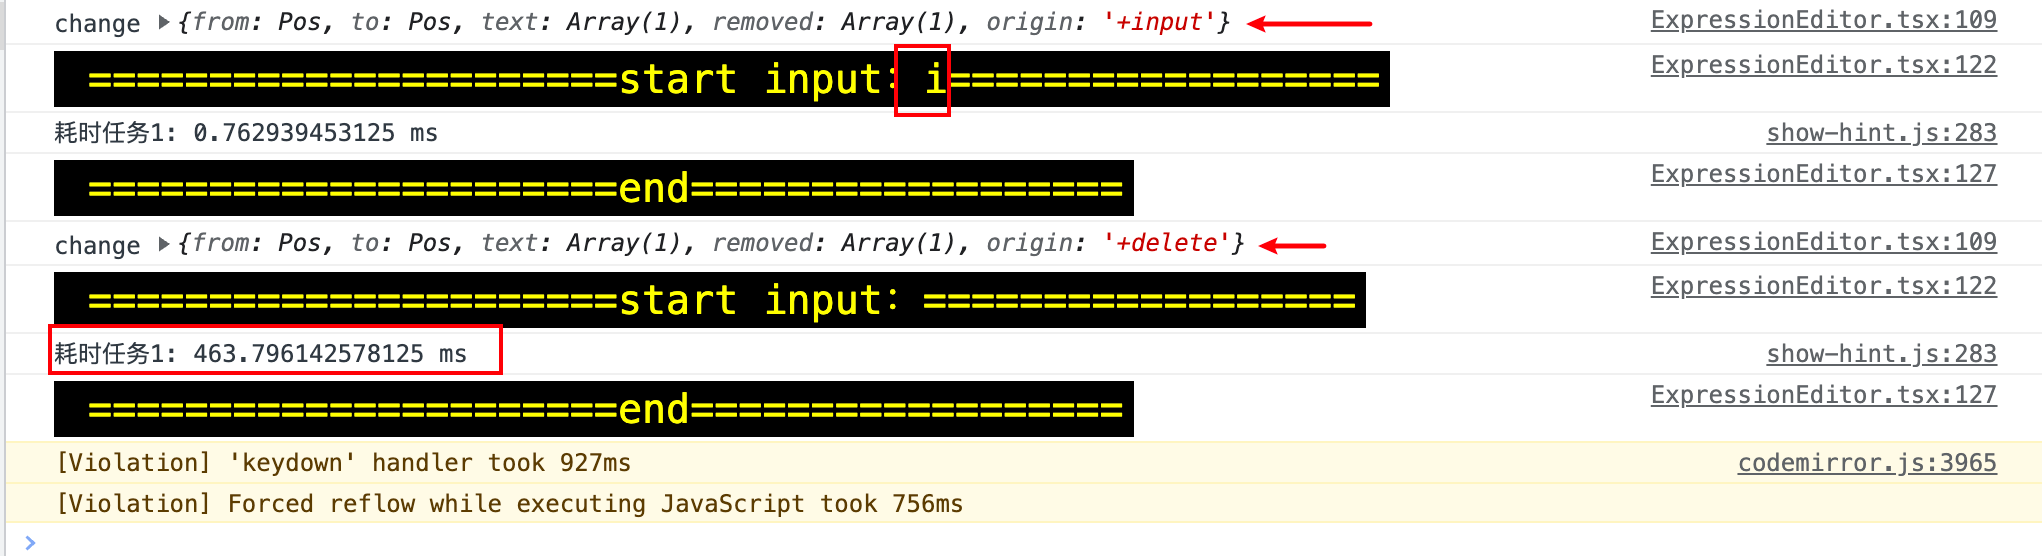 change ▶{from: Pos, to: Pos, text: Array(1), removed: Array(1), origin: '+input'} ExpressionEditor.tsx:109
======================start input: i================== ExpressionEditor.tsx:122
耗时任务1: 0.762939453125 ms show-hint.js:283
======================end================== ExpressionEditor.tsx:127
change ▶{from: Pos, to: Pos, text: Array(1), removed: Array(1), origin: '+delete'} ExpressionEditor.tsx:109
======================start input: ================== ExpressionEditor.tsx:122
耗时任务1: 463.796142578125 ms show-hint.js:283
======================end================== ExpressionEditor.tsx:127
[Violation] 'keydown' handler took 927ms codemirror.js:3965
[Violation] Forced reflow while executing JavaScript took 756ms